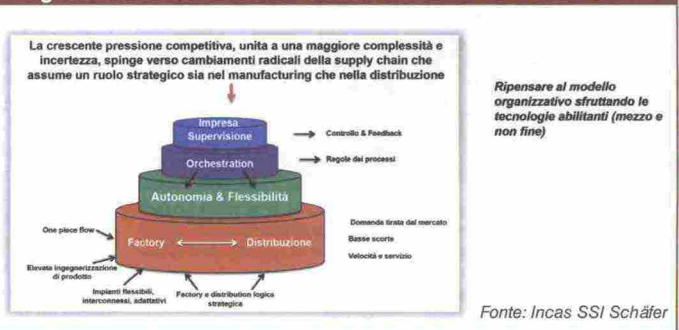 La crescente pressione competitiva, unita a una maggiore complessità e
incertezza, spinge verso cambiamenti radicali della supply chain che
assume un ruolo strategico sia nel manufacturing che nella distribuzione
Ripensare al modello
organizzativo sfruttando le
tecnologie abilitanti (mezzo e
non fine)
Impresa
Supervisione
Controllo & Feedback
Orchestration
Regole dei processi
Autonomia & Flessibilità
One piece flow
Factory
Distribuzione
Domanda tirata dal mercato
Basse scorte
Velocità e servizio
Elevata ingegnerizzazione
di prodotto
Impianti flessibili,
interconnessi, adattativi
Factory e distribution logica
strategica
Fonte: Incas SSI Schäfer